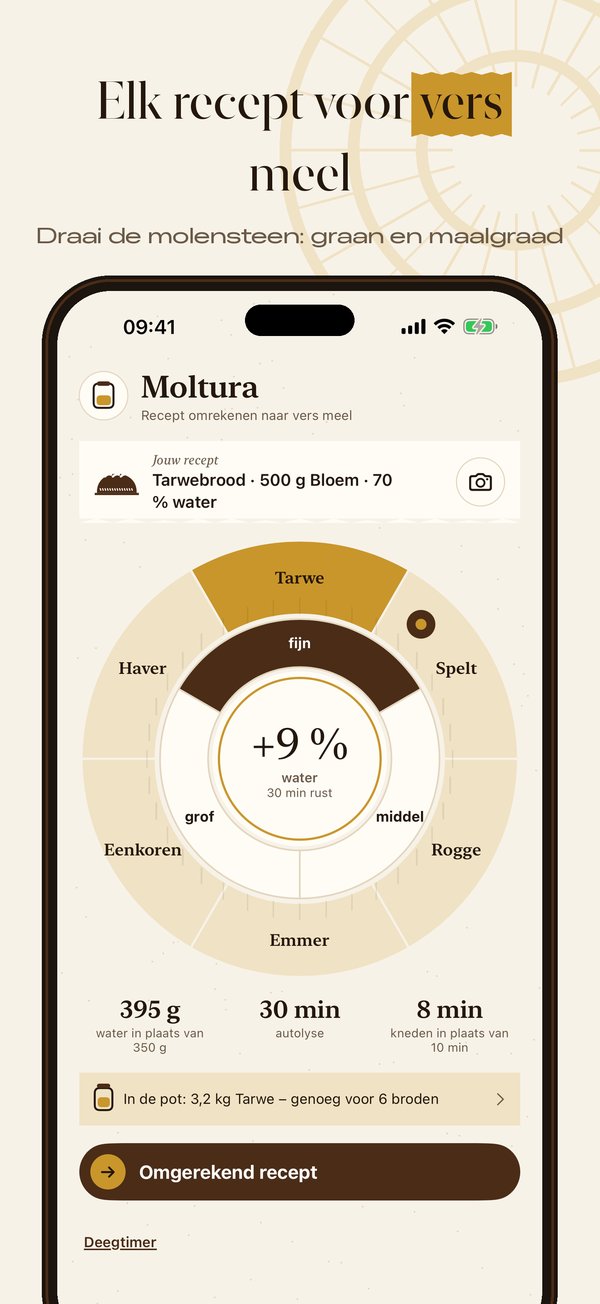 Elk recept voor vers
meel
Draai de molensteen: graan en maalgraad
09:41
Moltura
Recept omrekenen naar vers meel
Jouw recept
Tarwebrood · 500 g Bloem · 70
% water
Tarwe
fijn
Haver
Spelt
+9 %
water
30 min rust
grof
middel
Eenkoren
Rogge
Emmer
395 g
water in plaats van
350 g
30 min
autolyse
8 min
kneden in plaats van
10 min
In de pot: 3,2 kg Tarwe – genoeg voor 6 broden
Omgerekend recept
Deegtimer